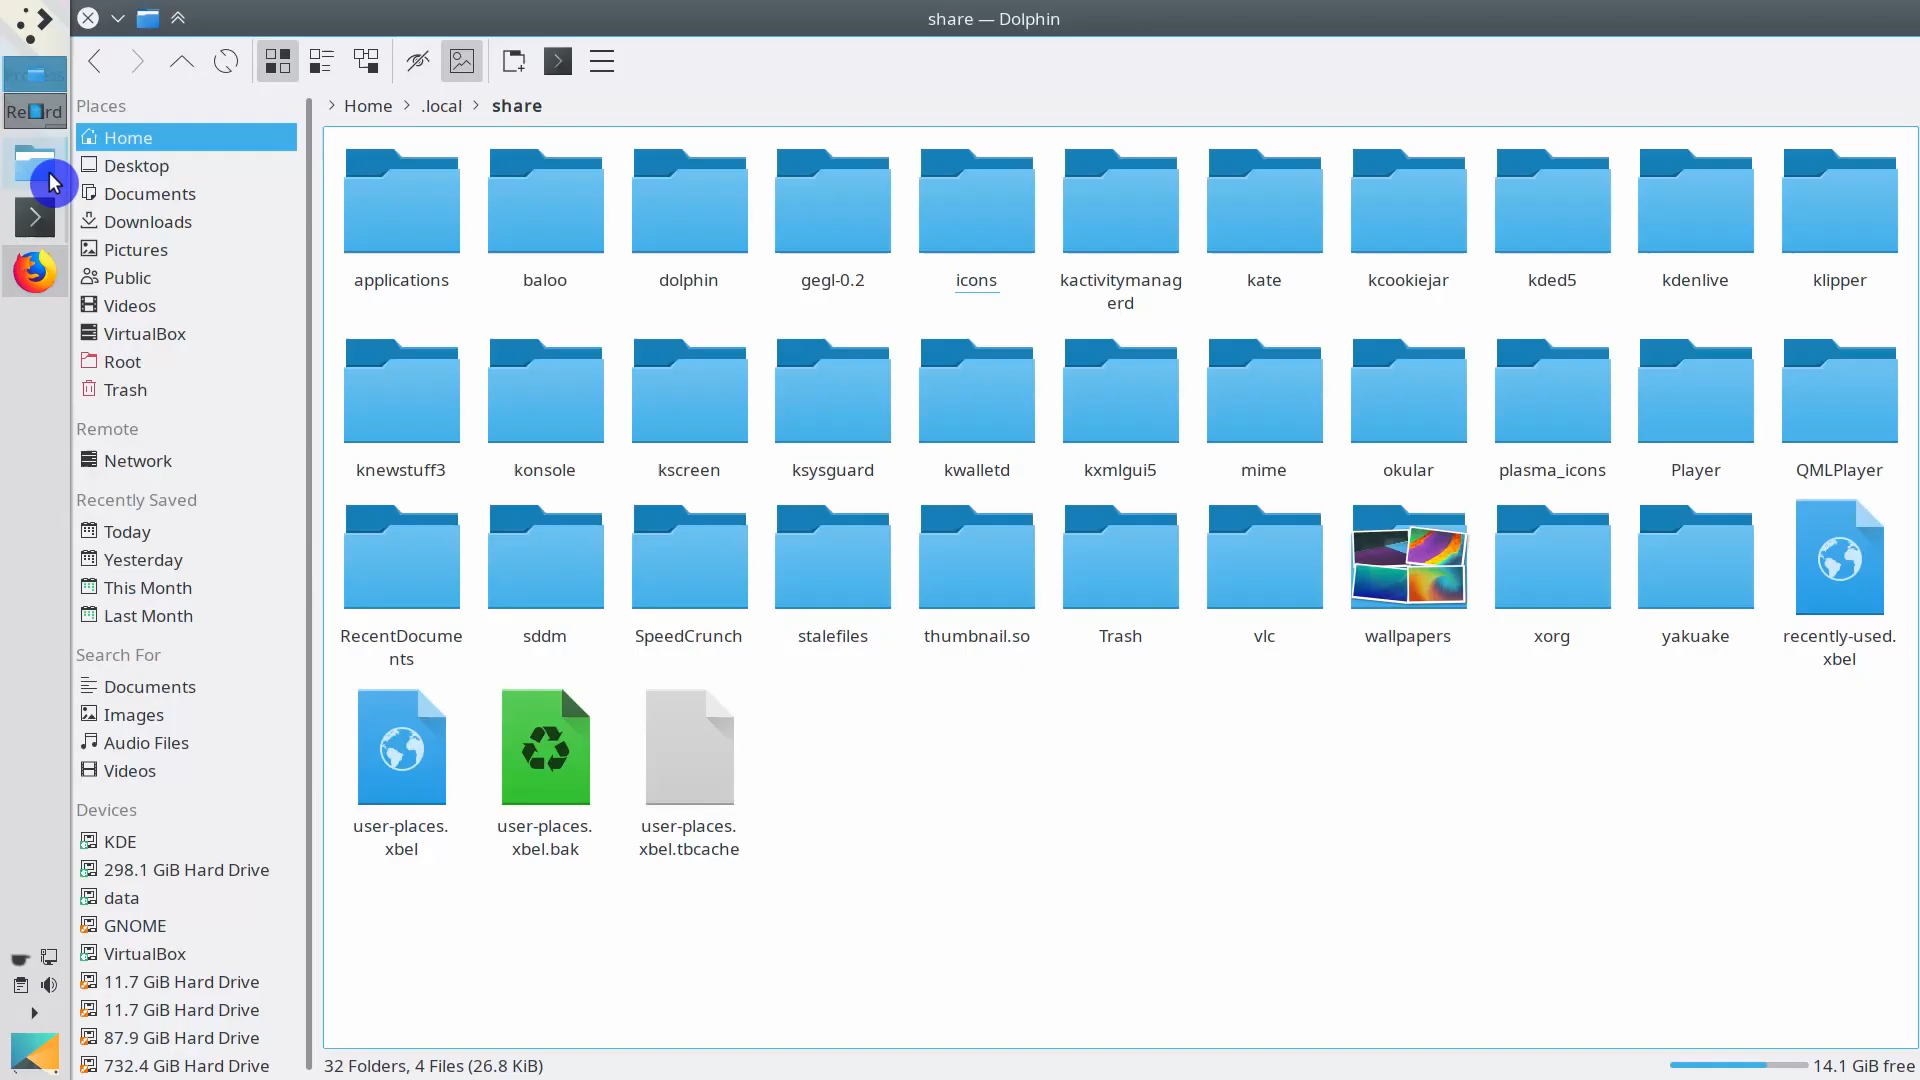 share — Dolphin
Home
.local
share
Places
Home
Desktop
Documents
Downloads
Pictures
Public
Videos
VirtualBox
Root
Trash
Remote
Network
Recently Saved
Today
Yesterday
This Month
Last Month
Search For
Documents
Images
Audio Files
Videos
Devices
KDE
298.1 GiB Hard Drive
data
GNOME
VirtualBox
11.7 GiB Hard Drive
11.7 GiB Hard Drive
87.9 GiB Hard Drive
732.4 GiB Hard Drive
applications
baloo
dolphin
gegl-0.2
icons
kactivitymanag
erd
kate
kcookiejar
kded5
kdenlive
klipper
knewstuff3
konsole
kscreen
ksysguard
kwalletd
kxmlgui5
mime
okular
plasma_icons
Player
QMLPlayer
RecentDocume
nts
sddm
SpeedCrunch
stalefiles
thumbnail.so
Trash
vlc
wallpapers
xorg
yakuake
recently-used.
xbel
user-places.
xbel
user-places.
xbel.bak
user-places.
xbel.tbcache
32 Folders, 4 Files (26.8 KiB)
14.1 GiB free